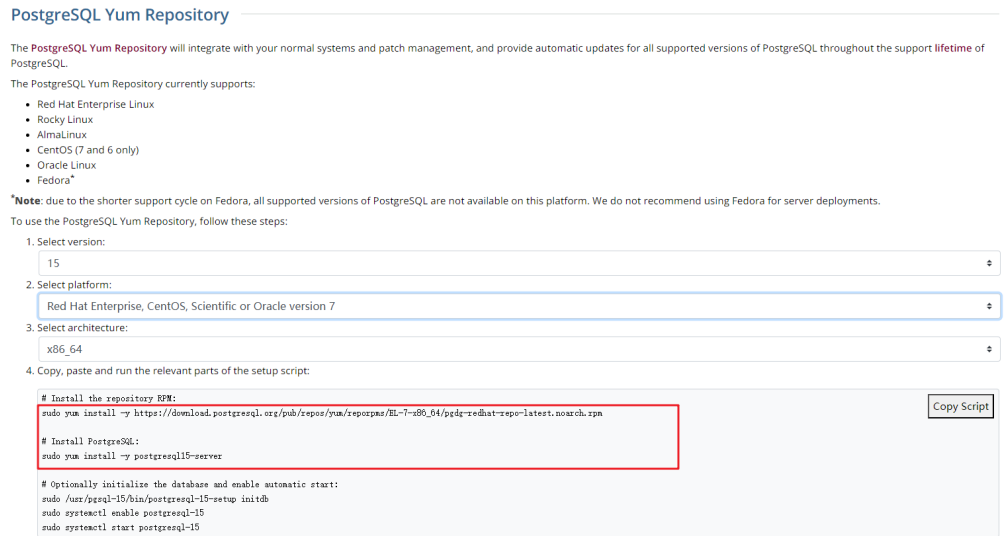 PostgreSQL Yum Repository
The PostgreSQL Yum Repository will integrate with your normal systems and patch management, and provide automatic updates for all supported versions of PostgreSQL throughout the support lifetime of
PostgreSQL.
The PostgreSQL Yum Repository currently supports:
• Red Hat Enterprise Linux
• Rocky Linux
• AlmaLinux
• CentOS (7 and 6 only)
• Oracle Linux
• Fedora*
*Note: due to the shorter support cycle on Fedora, all supported versions of PostgreSQL are not available on this platform. We do not recommend using Fedora for server deployments.
To use the PostgreSQL Yum Repository, follow these steps:
1. Select version:
15
2. Select platform:
Red Hat Enterprise, CentOS, Scientific or Oracle version 7
3. Select architecture:
x86_64
4. Copy, paste and run the relevant parts of the setup script:
# Install the repository RPM:
Copy Script
sudo yum install -y https://download.postgresql.org/pub/repos/yum/reporpms/EL-7-x86_64/pgdg-redhat-repo-latest.noarch.rpm
# Install PostgreSQL:
sudo yum install -y postgresql15-server
# Optionally initialize the database and enable automatic start:
sudo /usr/pgsql-15/bin/postgresql-15-setup initdb
sudo systemctl enable postgresql-15
sudo systemctl start postgresql-15